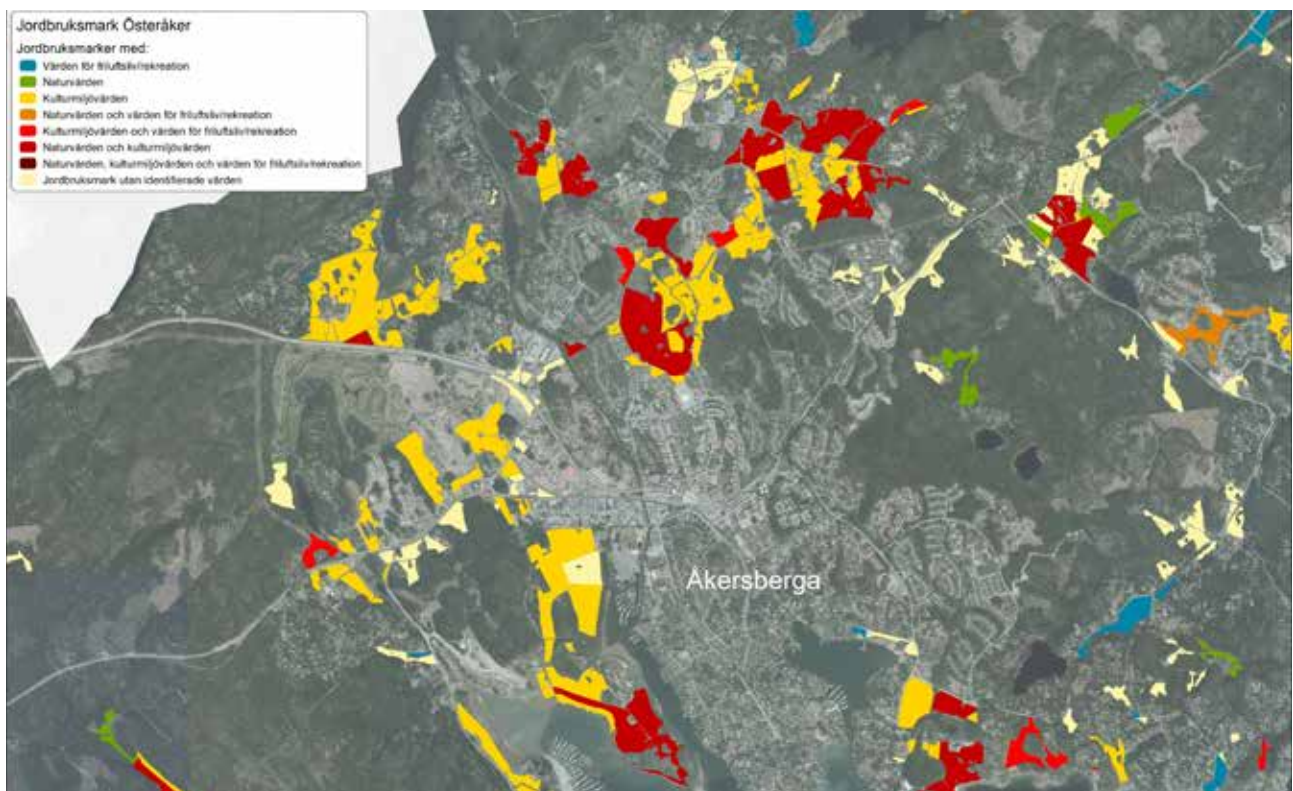 Jordbruksmark Österåker
Jordbruksmarker med:
Värden för friluftsliv/rekreation
Naturvärden
Kulturmiljövärden
Naturvärden och värden för friluftsliv/rekreation
Kulturmiljövärden och värden för friluftsliv/rekreation
Naturvärden och kulturmiljövärden
Naturvärden, kulturmiljövärden och värden för friluftsliv/rekreation
Jordbruksmark utan identifierade värden
Åkersberga